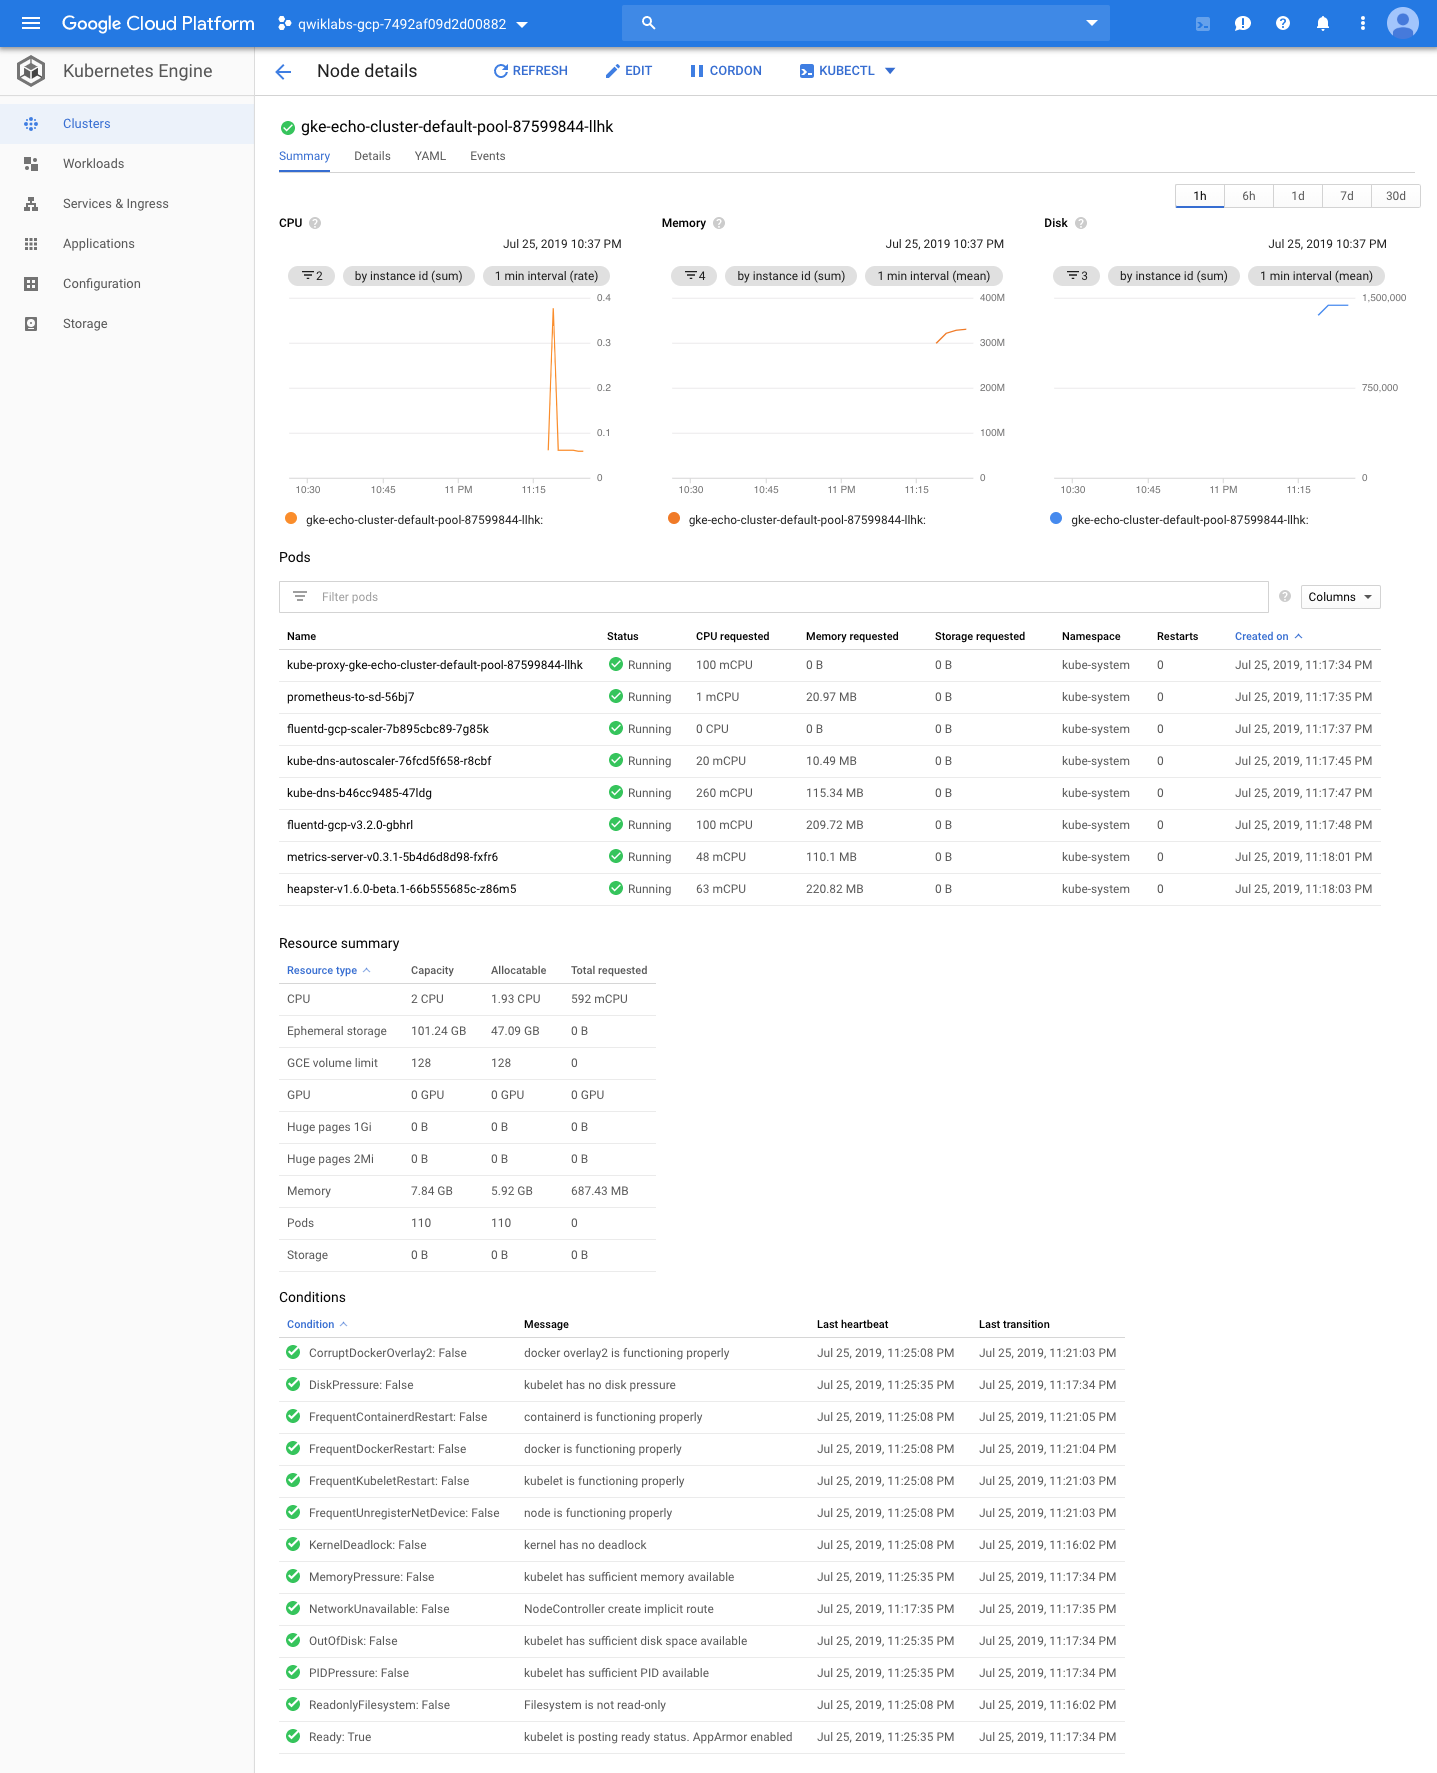 Google Cloud Platform qwiklabs-gcp-7492af09d2d00882
Kubernetes Engine
Node details REFRESH EDIT CORDON KUBECTL
Clusters
Workloads
Services & Ingress
Applications
Configuration
Storage
gke-echo-cluster-default-pool-87599844-llhk
Summary Details YAML Events
1h 6h 1d 7d 30d
CPU
Jul 25, 2019 10:37 PM
2 by instance id (sum) 1 min interval (rate)
0.4
0.3
0.2
0.1
0
10:30 10:45 11 PM 11:15
gke-echo-cluster-default-pool-87599844-llhk:
Memory
Jul 25, 2019 10:37 PM
4 by instance id (sum) 1 min interval (mean)
400M
300M
200M
100M
0
10:30 10:45 11 PM 11:15
gke-echo-cluster-default-pool-87599844-llhk:
Disk
Jul 25, 2019 10:37 PM
3 by instance id (sum) 1 min interval (mean)
1,500,000
750,000
0
10:30 10:45 11 PM 11:15
gke-echo-cluster-default-pool-87599844-llhk:
Pods
Filter pods Columns
Name Status CPU requested Memory requested Storage requested Namespace Restarts Created on
kube-proxy-gke-echo-cluster-default-pool-87599844-llhk Running 100 mCPU 0 B 0 B kube-system 0 Jul 25, 2019, 11:17:34 PM
prometheus-to-sd-56bj7 Running 1 mCPU 20.97 MB 0 B kube-system 0 Jul 25, 2019, 11:17:35 PM
fluentd-gcp-scaler-7b895cbc89-7g85k Running 0 CPU 0 B 0 B kube-system 0 Jul 25, 2019, 11:17:37 PM
kube-dns-autoscaler-76fcd5f658-r8cbf Running 20 mCPU 10.49 MB 0 B kube-system 0 Jul 25, 2019, 11:17:45 PM
kube-dns-b46cc9485-47ldg Running 260 mCPU 115.34 MB 0 B kube-system 0 Jul 25, 2019, 11:17:47 PM
fluentd-gcp-v3.2.0-gbhrl Running 100 mCPU 209.72 MB 0 B kube-system 0 Jul 25, 2019, 11:17:48 PM
metrics-server-v0.3.1-5b4d6d8d98-fxfr6 Running 48 mCPU 110.1 MB 0 B kube-system 0 Jul 25, 2019, 11:18:01 PM
heapster-v1.6.0-beta.1-66b555685c-z86m5 Running 63 mCPU 220.82 MB 0 B kube-system 0 Jul 25, 2019, 11:18:03 PM
Resource summary
Resource type Capacity Allocatable Total requested
CPU 2 CPU 1.93 CPU 592 mCPU
Ephemeral storage 101.24 GB 47.09 GB 0 B
GCE volume limit 128 128 0
GPU 0 GPU 0 GPU 0 GPU
Huge pages 1Gi 0 B 0 B 0 B
Huge pages 2Mi 0 B 0 B 0 B
Memory 7.84 GB 5.92 GB 687.43 MB
Pods 110 110 0
Storage 0 B 0 B 0 B
Conditions
Condition Message Last heartbeat Last transition
CorruptDockerOverlay2: False docker overlay2 is functioning properly Jul 25, 2019, 11:25:08 PM Jul 25, 2019, 11:21:03 PM
DiskPressure: False kubelet has no disk pressure Jul 25, 2019, 11:25:35 PM Jul 25, 2019, 11:17:34 PM
FrequentContainerdRestart: False containerd is functioning properly Jul 25, 2019, 11:25:08 PM Jul 25, 2019, 11:21:05 PM
FrequentDockerRestart: False docker is functioning properly Jul 25, 2019, 11:25:08 PM Jul 25, 2019, 11:21:04 PM
FrequentKubeletRestart: False kubelet is functioning properly Jul 25, 2019, 11:25:08 PM Jul 25, 2019, 11:21:03 PM
FrequentUnregisterNetDevice: False node is functioning properly Jul 25, 2019, 11:25:08 PM Jul 25, 2019, 11:21:03 PM
KernelDeadlock: False kernel has no deadlock Jul 25, 2019, 11:25:08 PM Jul 25, 2019, 11:16:02 PM
MemoryPressure: False kubelet has sufficient memory available Jul 25, 2019, 11:25:35 PM Jul 25, 2019, 11:17:34 PM
NetworkUnavailable: False NodeController create implicit route Jul 25, 2019, 11:17:35 PM Jul 25, 2019, 11:17:35 PM
OutOfDisk: False kubelet has sufficient disk space available Jul 25, 2019, 11:25:35 PM Jul 25, 2019, 11:17:34 PM
PIDPressure: False kubelet has sufficient PID available Jul 25, 2019, 11:25:35 PM Jul 25, 2019, 11:17:34 PM
ReadonlyFilesystem: False Filesystem is not read-only Jul 25, 2019, 11:25:08 PM Jul 25, 2019, 11:16:02 PM
Ready: True kubelet is posting ready status. AppArmor enabled Jul 25, 2019, 11:25:35 PM Jul 25, 2019, 11:17:34 PM